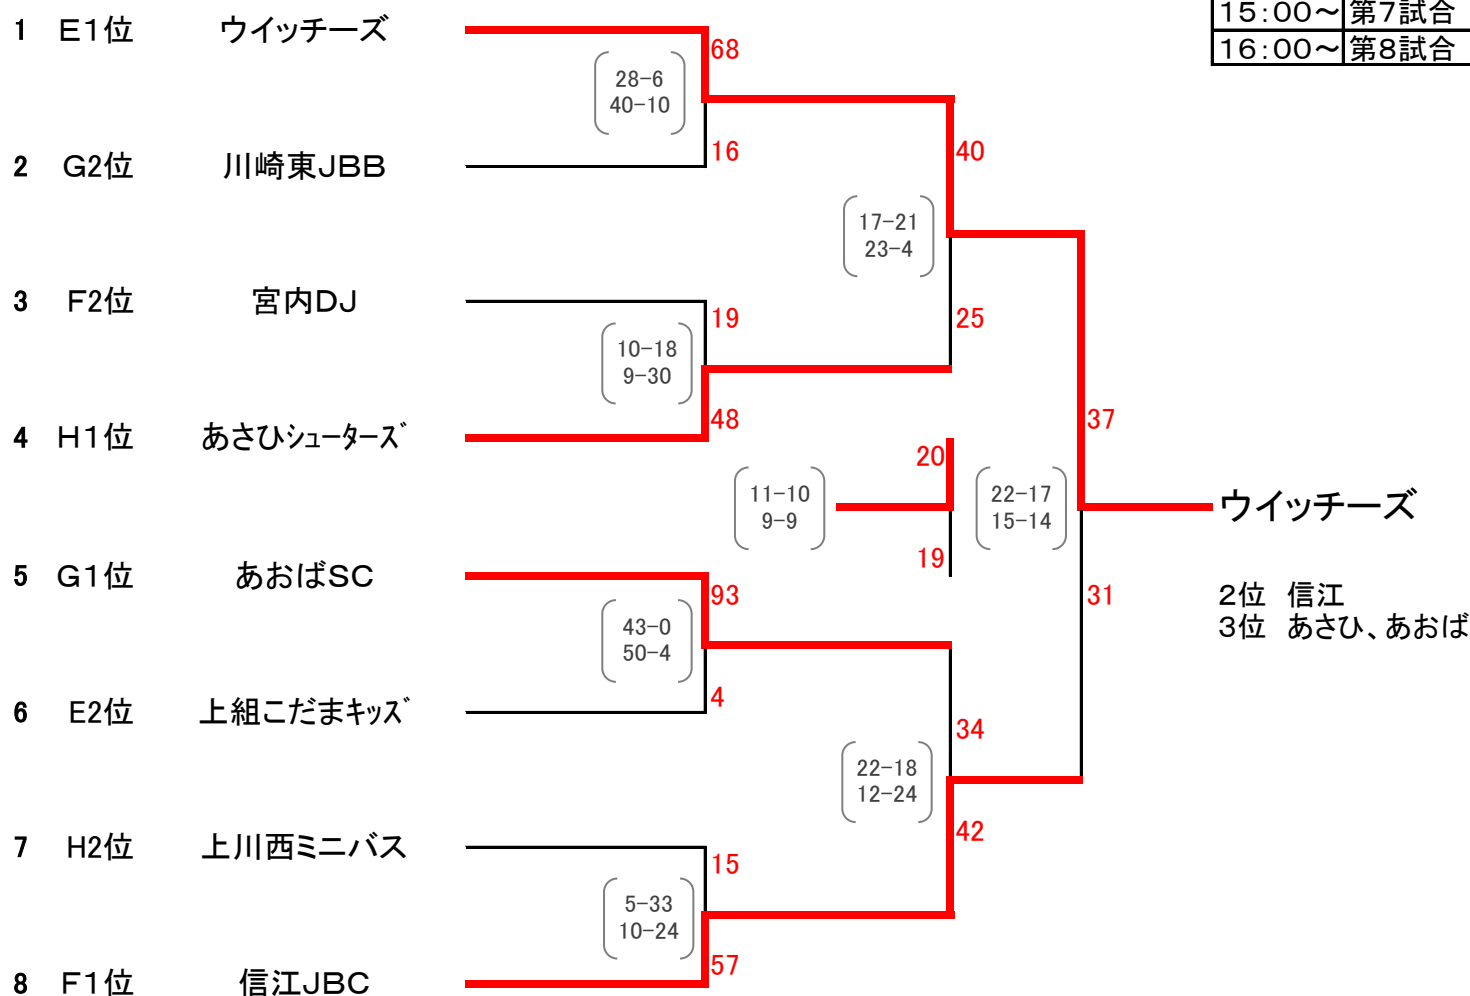 15:00～ 第7試合
16:00～ 第8試合
1 E1位 ウイッチーズ
68
28-6
40-10
16
2 G2位 川崎東JBB
40
17-21
23-4
3 F2位 宮内DJ
19
25
10-18
9-30
48
4 H1位 あさひシューターズ
37
20
11-10
9-9
22-17
15-14
ウイッチーズ
19
5 G1位 あおばSC
93
31
2位 信江
3位 あさひ、あおば
43-0
50-4
4
6 E2位 上組こだまキッズ
34
22-18
12-24
42
7 H2位 上川西ミニバス
15
5-33
10-24
57
8 F1位 信江JBC